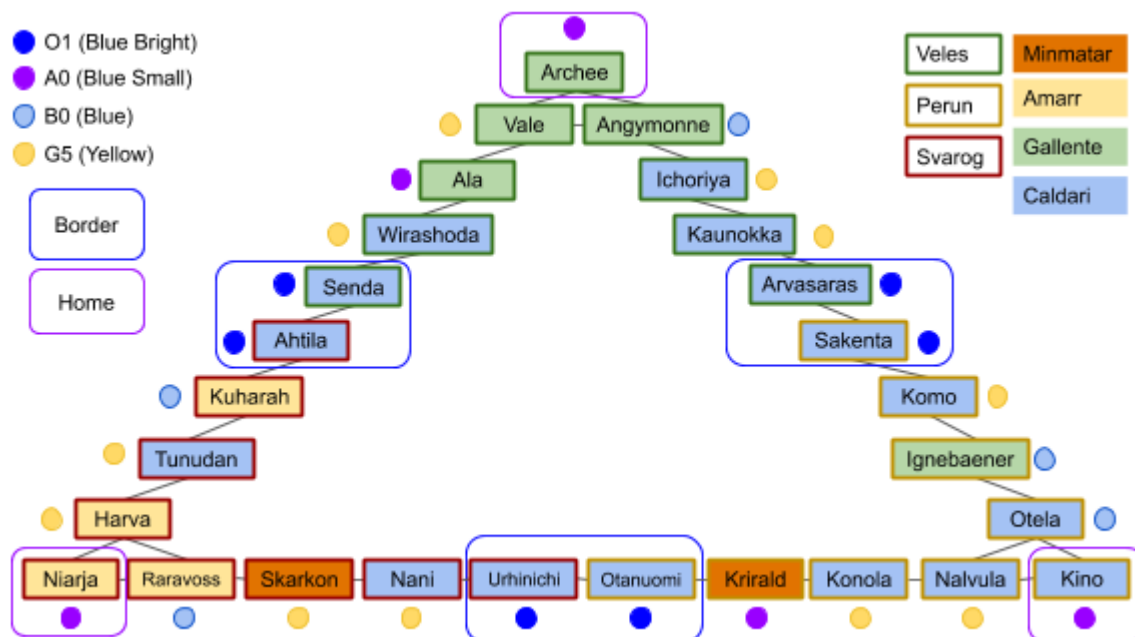 O1 (Blue Bright)
A0 (Blue Small)
B0 (Blue)
G5 (Yellow)
Border
Home
Veles
Minmatar
Perun
Amarr
Svarog
Gallente
Caldari
Archee
Vale
Angymonne
Ala
Ichoriya
Wirashoda
Kaunokka
Senda
Arvasaras
Ahtila
Sakenta
Kuharah
Komo
Tunudan
Ignebaener
Harva
Otela
Niarja
Raravoss
Skarkon
Nani
Urhinichi
Otanuomi
Krirald
Konola
Nalvula
Kino